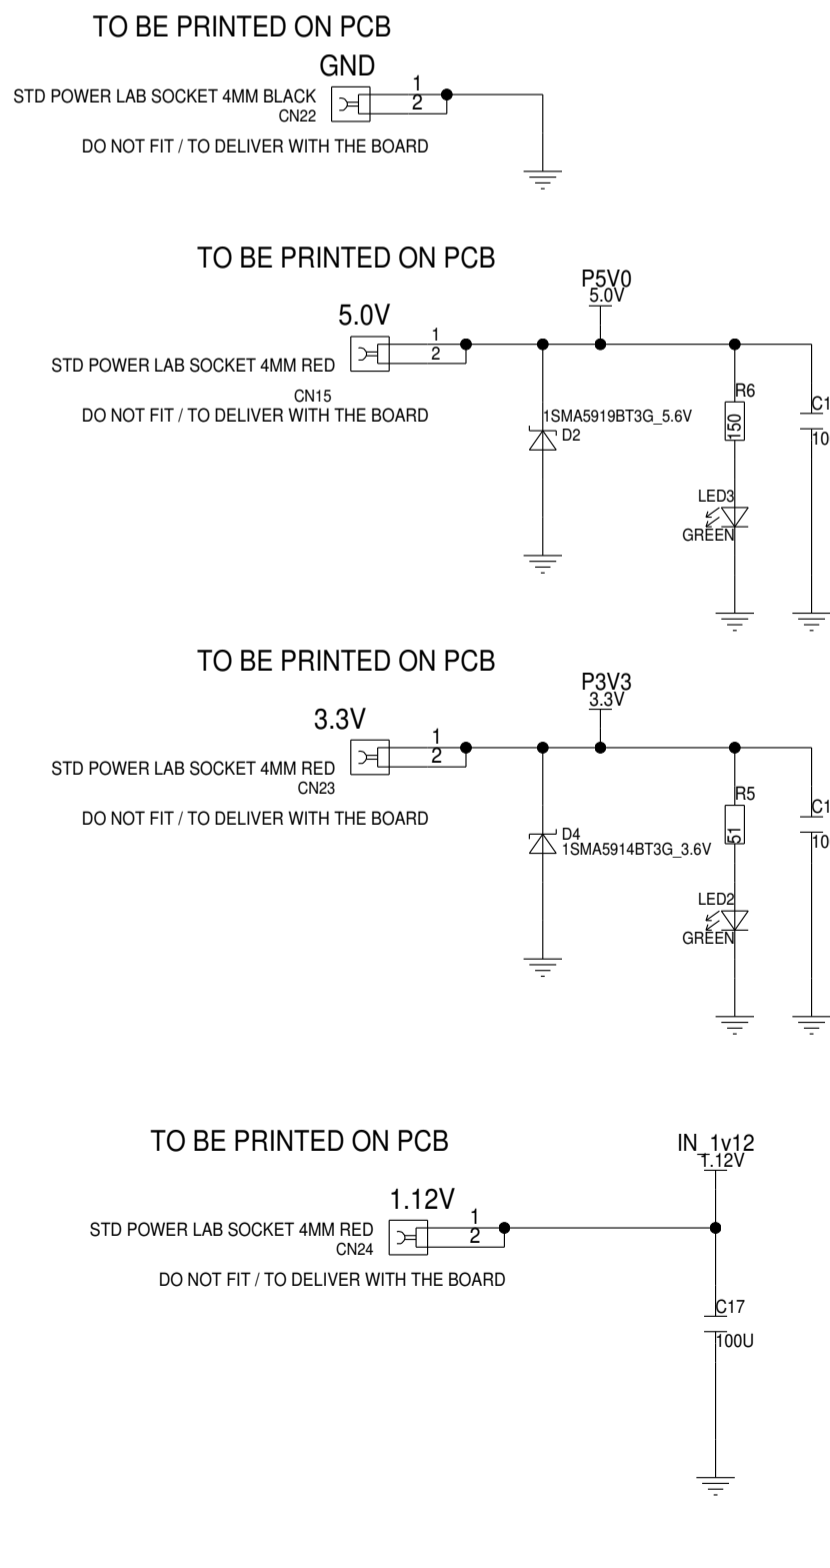 TO BE PRINTED ON PCB
GND
STD POWER LAB SOCKET 4MM BLACK
CN22
1
2
DO NOT FIT / TO DELIVER WITH THE BOARD
TO BE PRINTED ON PCB
P5V0
5.0V
5.0V
1
2
STD POWER LAB SOCKET 4MM RED
CN15
DO NOT FIT / TO DELIVER WITH THE BOARD
1SMA5919BT3G_5.6V
D2
R6
150
C1
10
LED3
GREEN
TO BE PRINTED ON PCB
P3V3
3.3V
3.3V
1
2
STD POWER LAB SOCKET 4MM RED
CN23
DO NOT FIT / TO DELIVER WITH THE BOARD
D4
1SMA5914BT3G_3.6V
R5
51
C1
10
LED2
GREEN
TO BE PRINTED ON PCB
IN_1v12
1.12V
1.12V
1
2
STD POWER LAB SOCKET 4MM RED
CN24
DO NOT FIT / TO DELIVER WITH THE BOARD
C17
100U